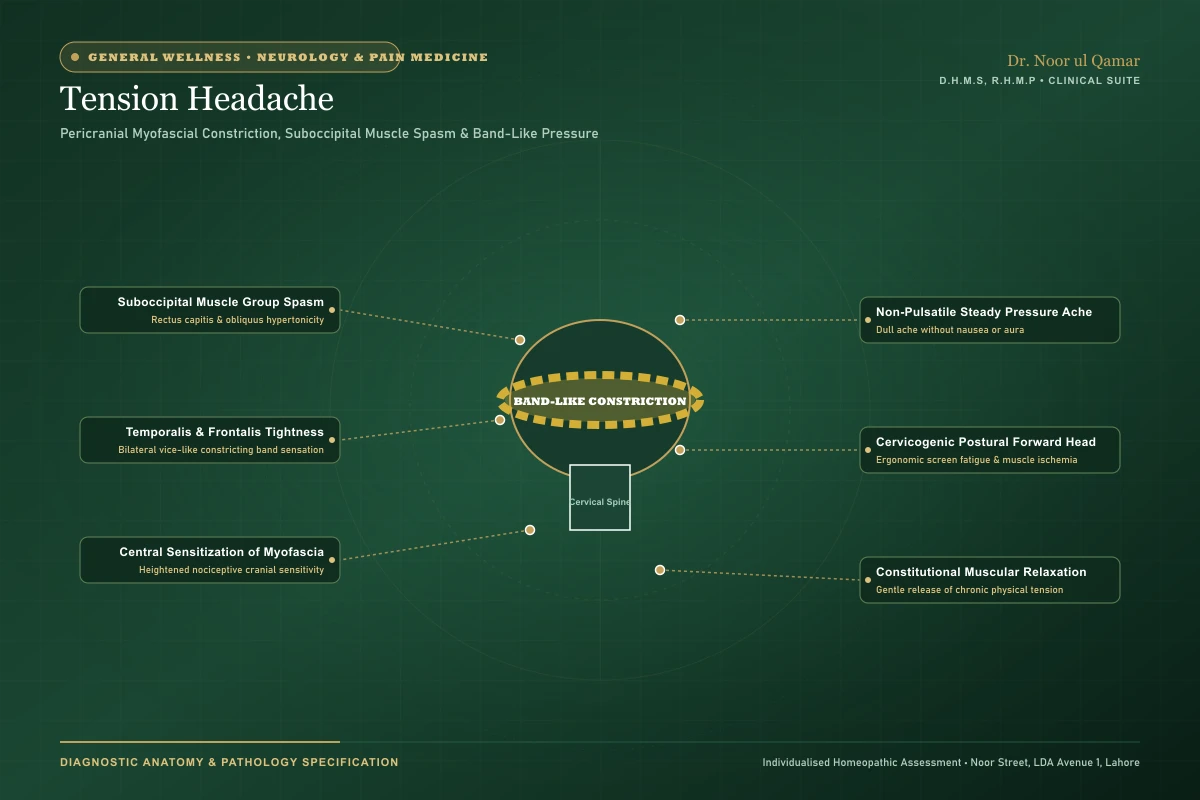 GENERAL WELLNESS • NEUROLOGY & PAIN MEDICINE
Tension Headache
Pericranial Myofascial Constriction, Suboccipital Muscle Spasm & Band-Like Pressure
Dr. Noor ul Qamar
D.H.M.S, R.H.M.P • CLINICAL SUITE
Suboccipital Muscle Group Spasm
Rectus capitis & obliquus hypertonicity
Temporalis & Frontalis Tightness
Bilateral vice-like constricting band sensation
Central Sensitization of Myofascia
Heightened nociceptive cranial sensitivity
BAND-LIKE CONSTRICTION
Cervical Spine
Non-Pulsatile Steady Pressure Ache
Dull ache without nausea or aura
Cervicogenic Postural Forward Head
Ergonomic screen fatigue & muscle ischemia
Constitutional Muscular Relaxation
Gentle release of chronic physical tension
DIAGNOSTIC ANATOMY & PATHOLOGY SPECIFICATION
Individualised Homeopathic Assessment • Noor Street, LDA Avenue 1, Lahore